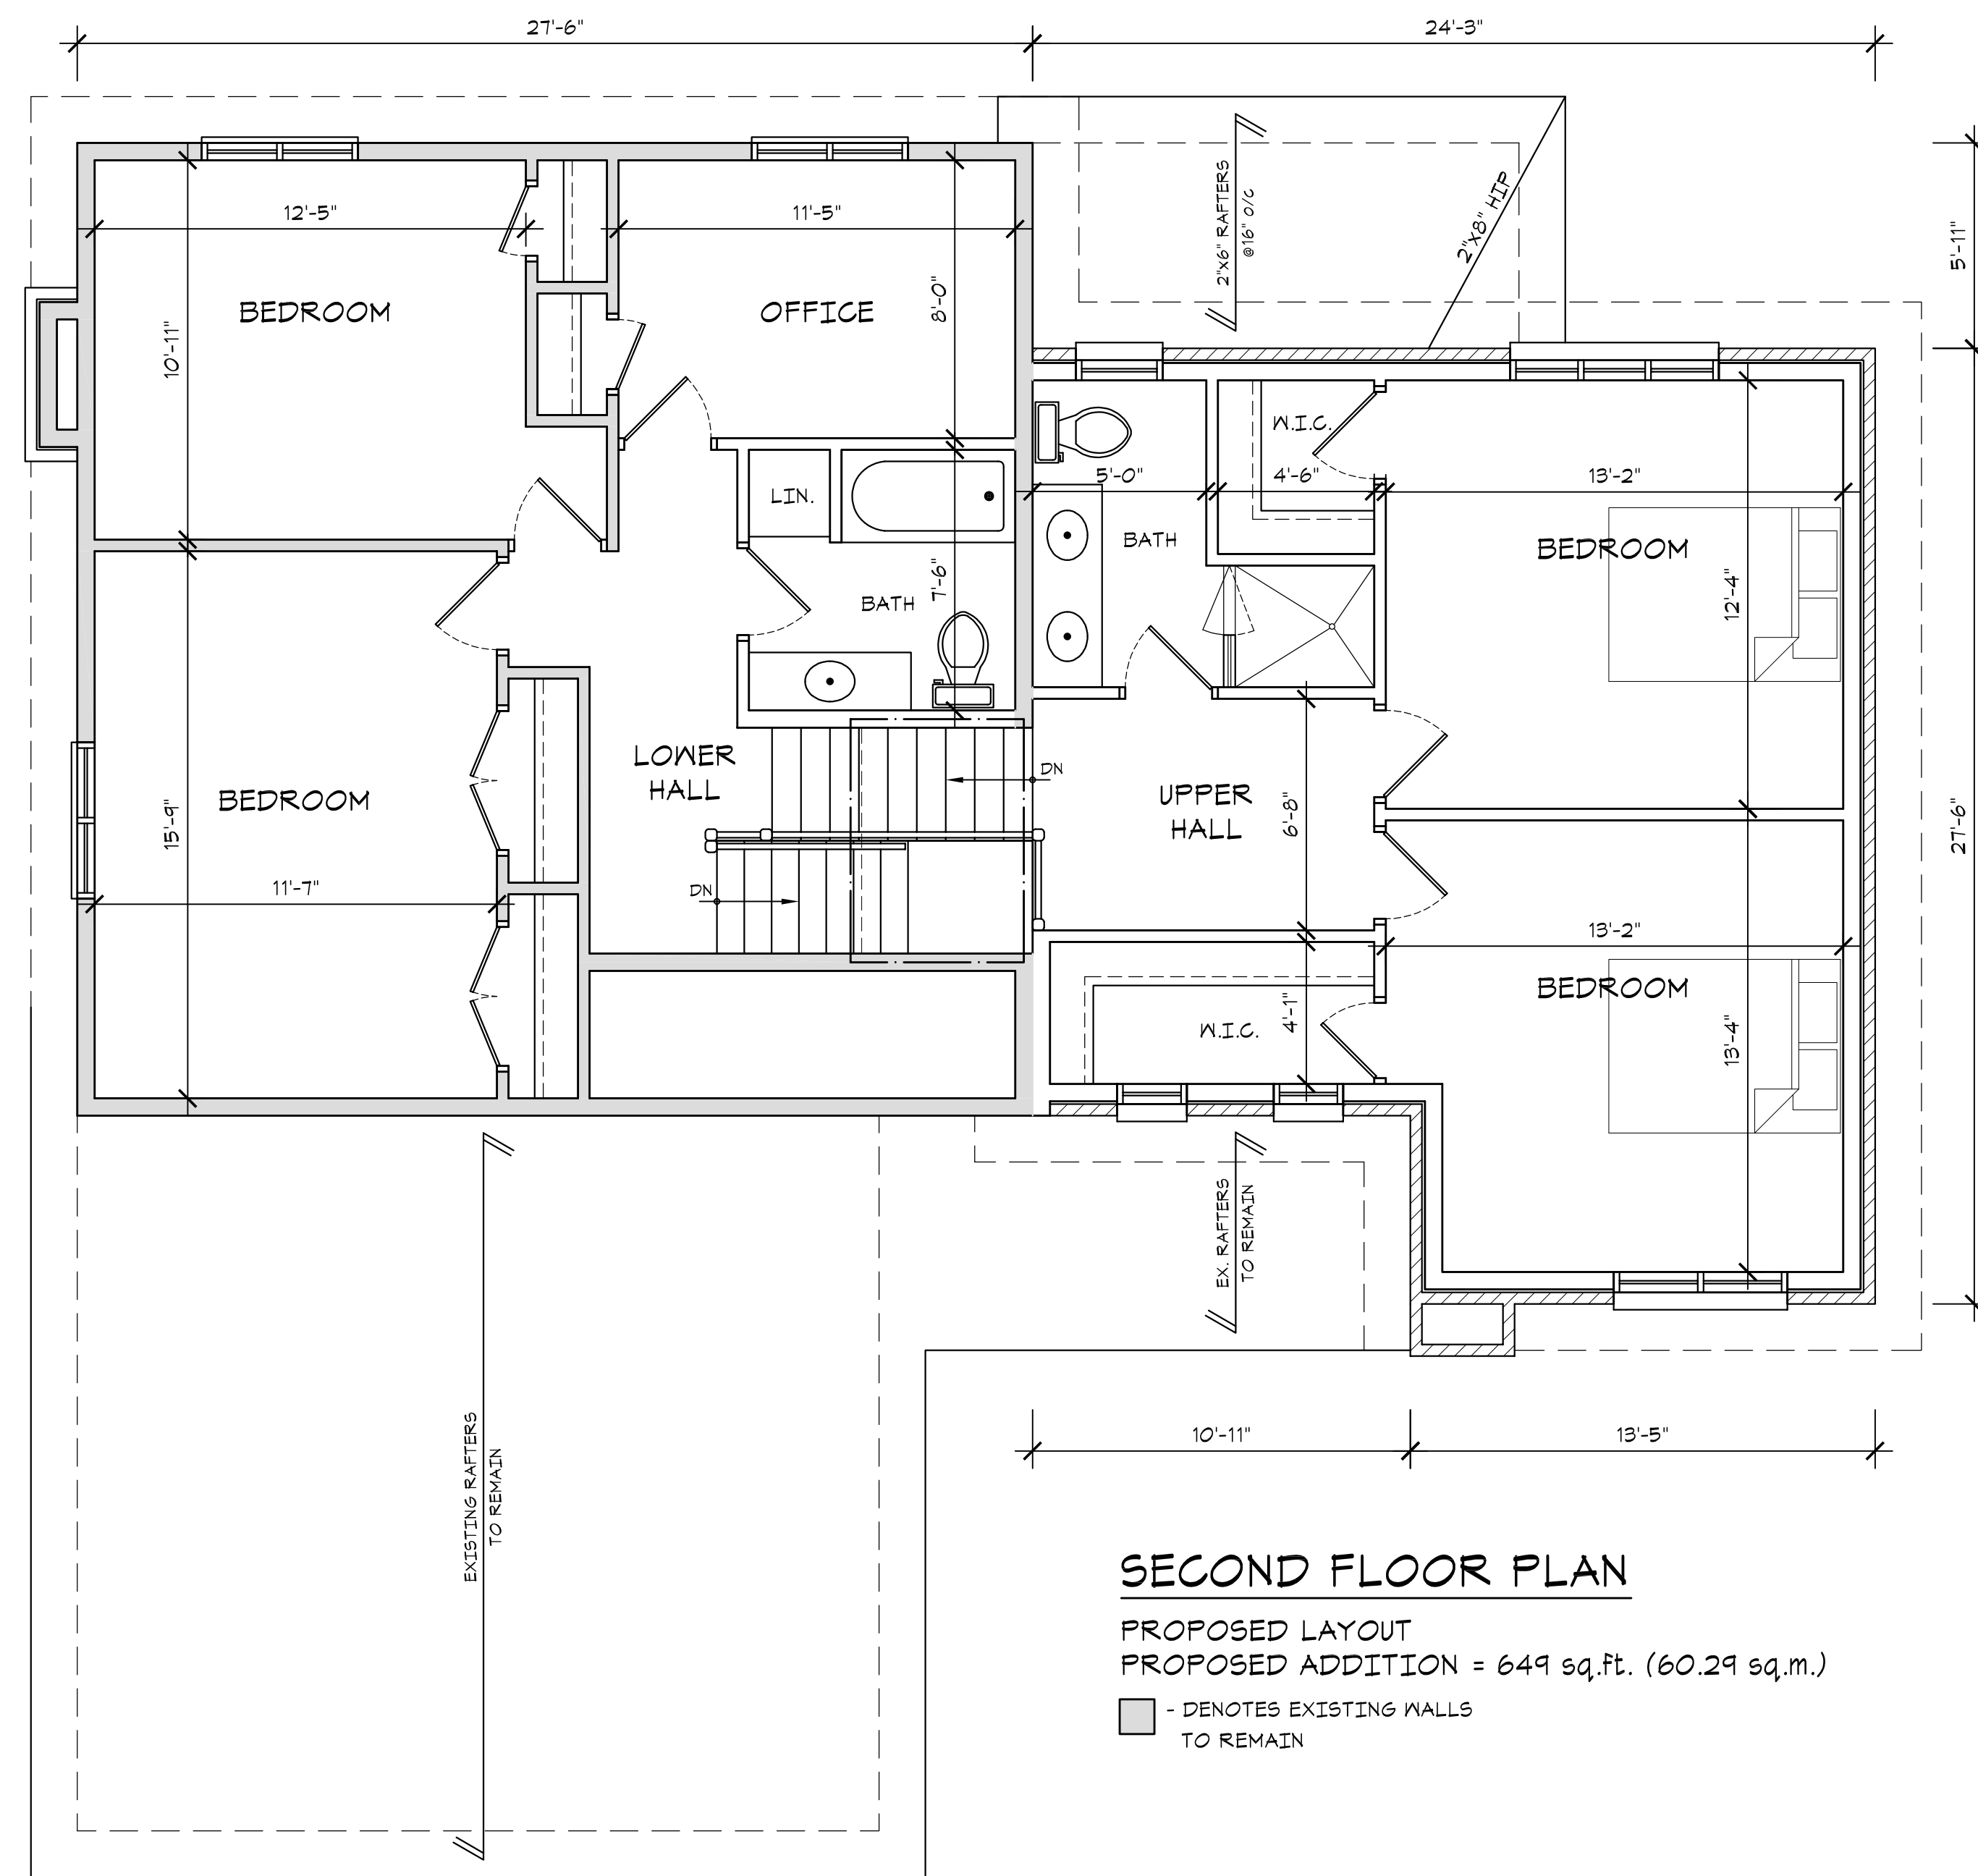 27'-6"
24'-3"
2"x6" RAFTERS
@16" O/C
2"x8" HIP
5'-11"
12'-5"
11'-5"
BEDROOM
OFFICE
10'-11"
8'-0"
W.I.C.
5'-0"
4'-6"
13'-2"
LIN.
BATH
BEDROOM
7'-6"
BATH
12'-4"
LOWER
HALL
DN
BEDROOM
UPPER
HALL
15'-9"
6'-8"
27'-6"
11'-7"
DN
13'-2"
BEDROOM
W.I.C.
4'-1"
13'-4"
EX. RAFTERS
TO REMAIN
10'-11"
13'-5"
EXISTING RAFTERS
TO REMAIN
SECOND FLOOR PLAN
PROPOSED LAYOUT
PROPOSED ADDITION = 649 sq.ft. (60.29 sq.m.)
- DENOTES EXISTING WALLS
TO REMAIN